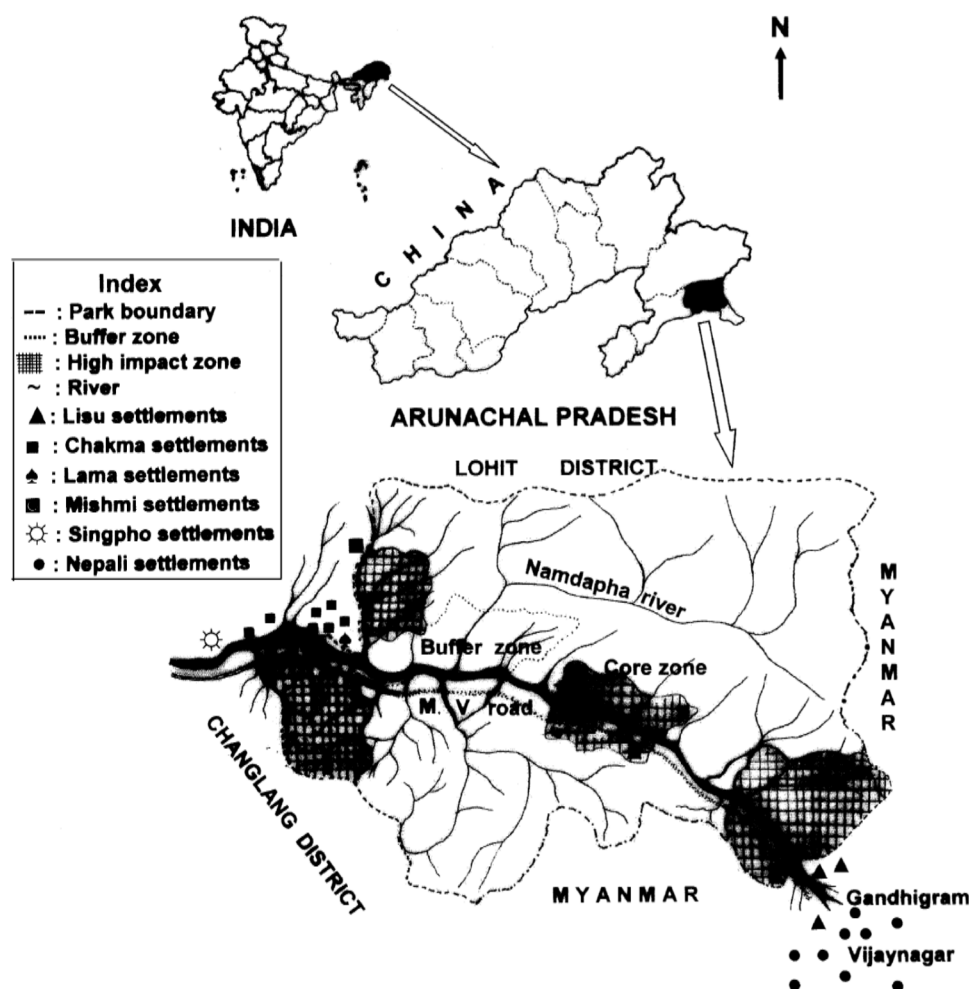 N
INDIA
CHINA
ARUNACHAL PRADESH
Index
-- : Park boundary
..... : Buffer zone
: High impact zone
~ : River
▲ : Lisu settlements
■ : Chakma settlements
♠ : Lama settlements
: Mishmi settlements
☼ : Singpho settlements
● : Nepali settlements
LOHIT DISTRICT
Namdapha river
MYANMAR
Buffer zone
Core zone
M. V road.
CHANGLANG DISTRICT
MYANMAR
Gandhigram
Vijaynagar